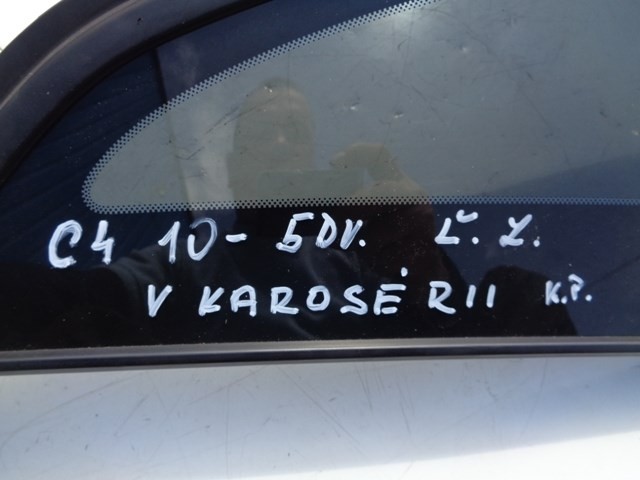 C4 10- 5DV. Ľ. Z.
V KAROSÉRII K.P.